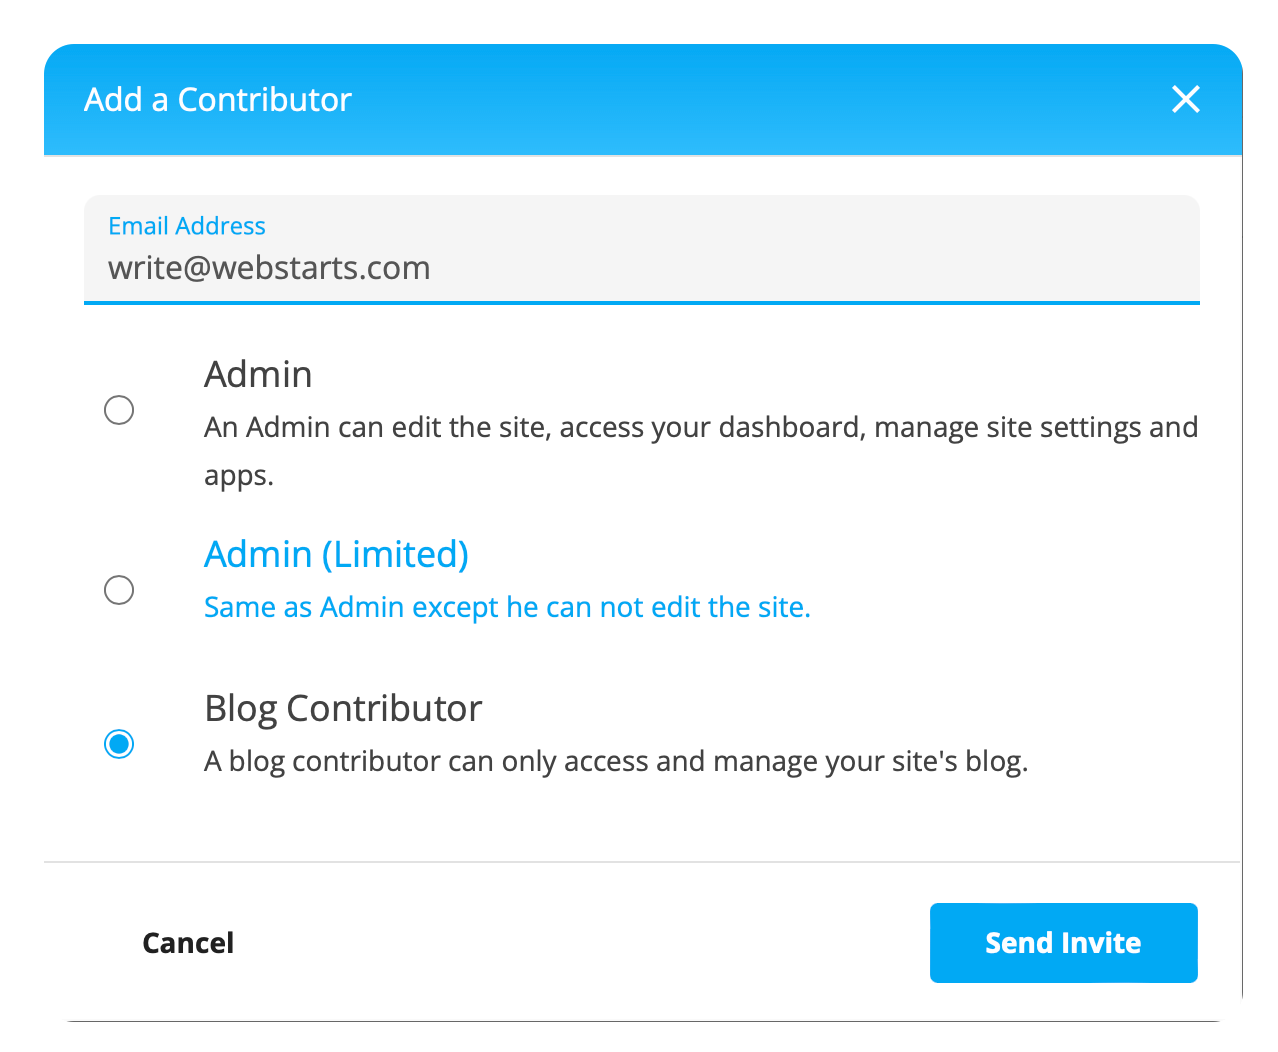 Add a Contributor
Email Address
write@webstarts.com
Admin
An Admin can edit the site, access your dashboard, manage site settings and
apps.
Admin (Limited)
Same as Admin except he can not edit the site.
Blog Contributor
A blog contributor can only access and manage your site's blog.
Cancel
Send Invite